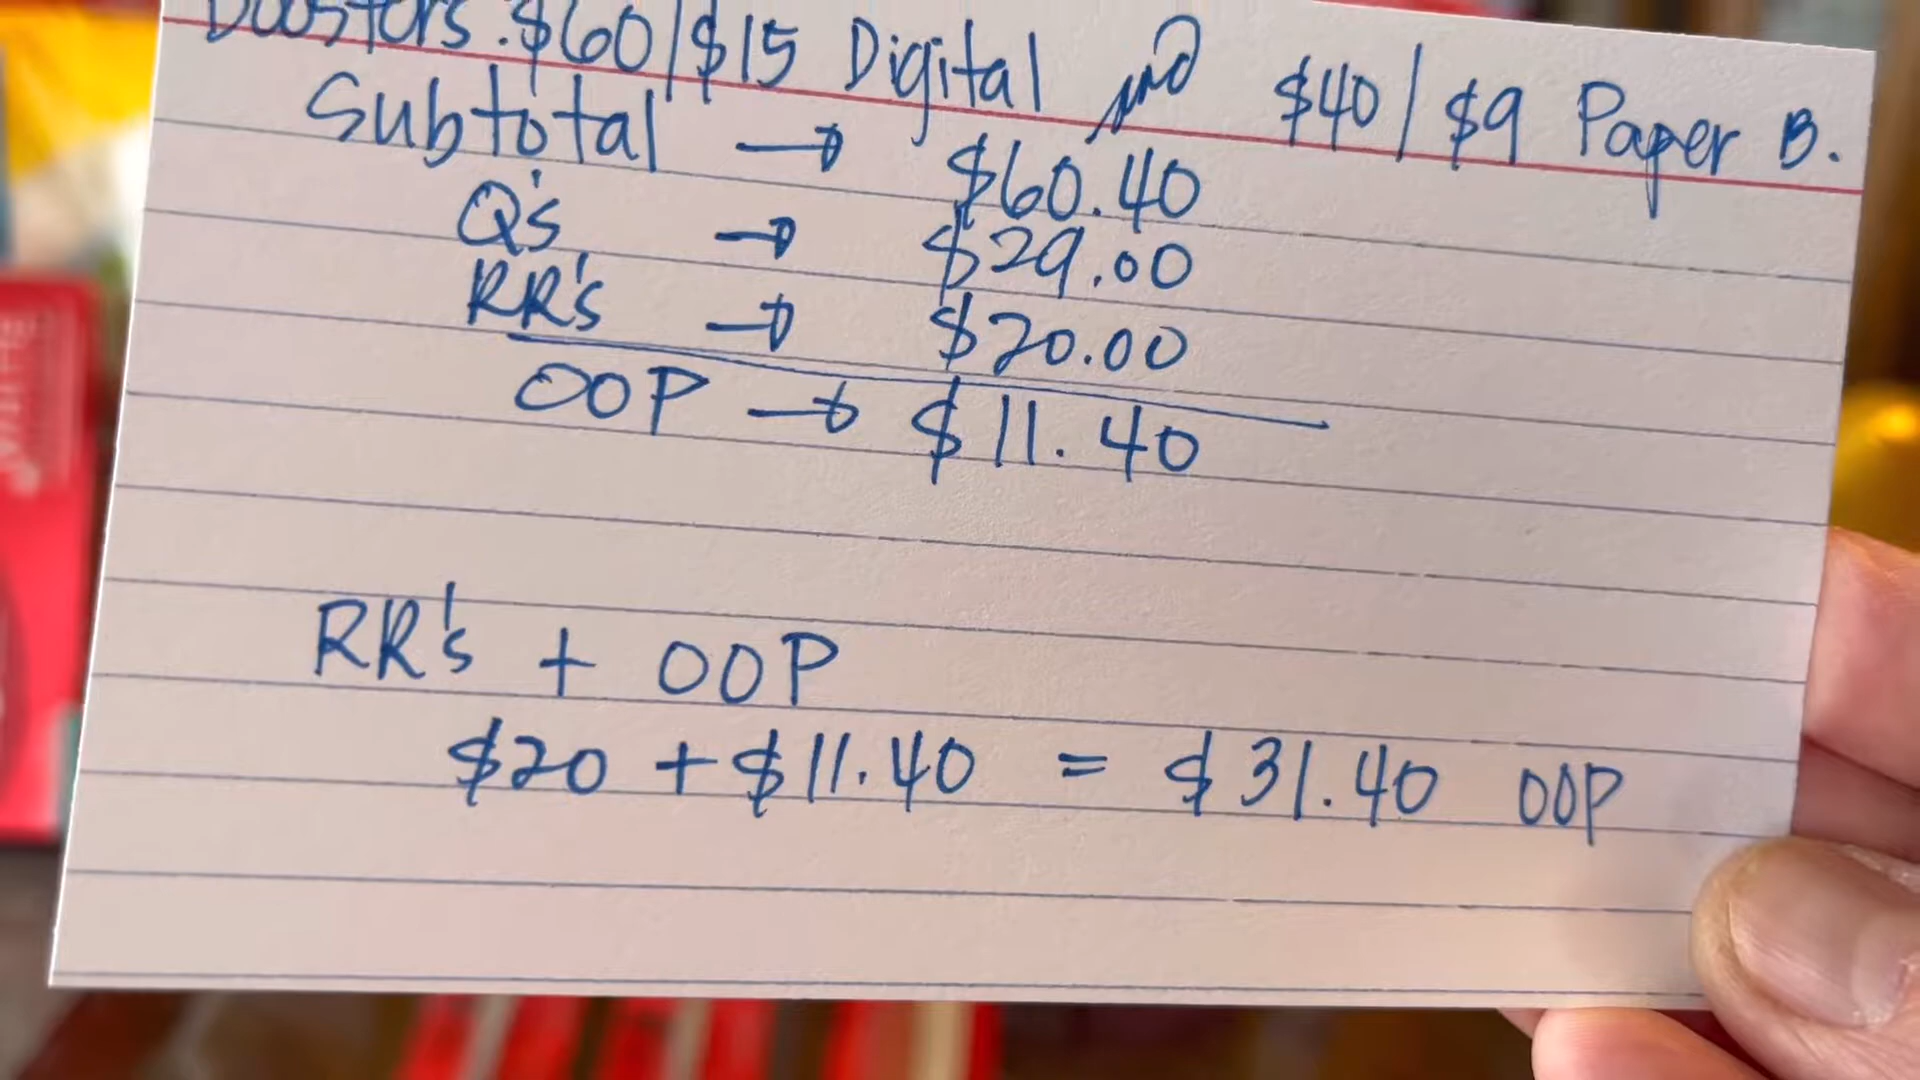 Boosters: $60/$15 Digital and $40/$9 Paper B.
Subtotal → $60.40
Q's → $29.00
RR's → $20.00
OOP → $11.40
RR's + OOP
$20 + $11.40 = $31.40 OOP